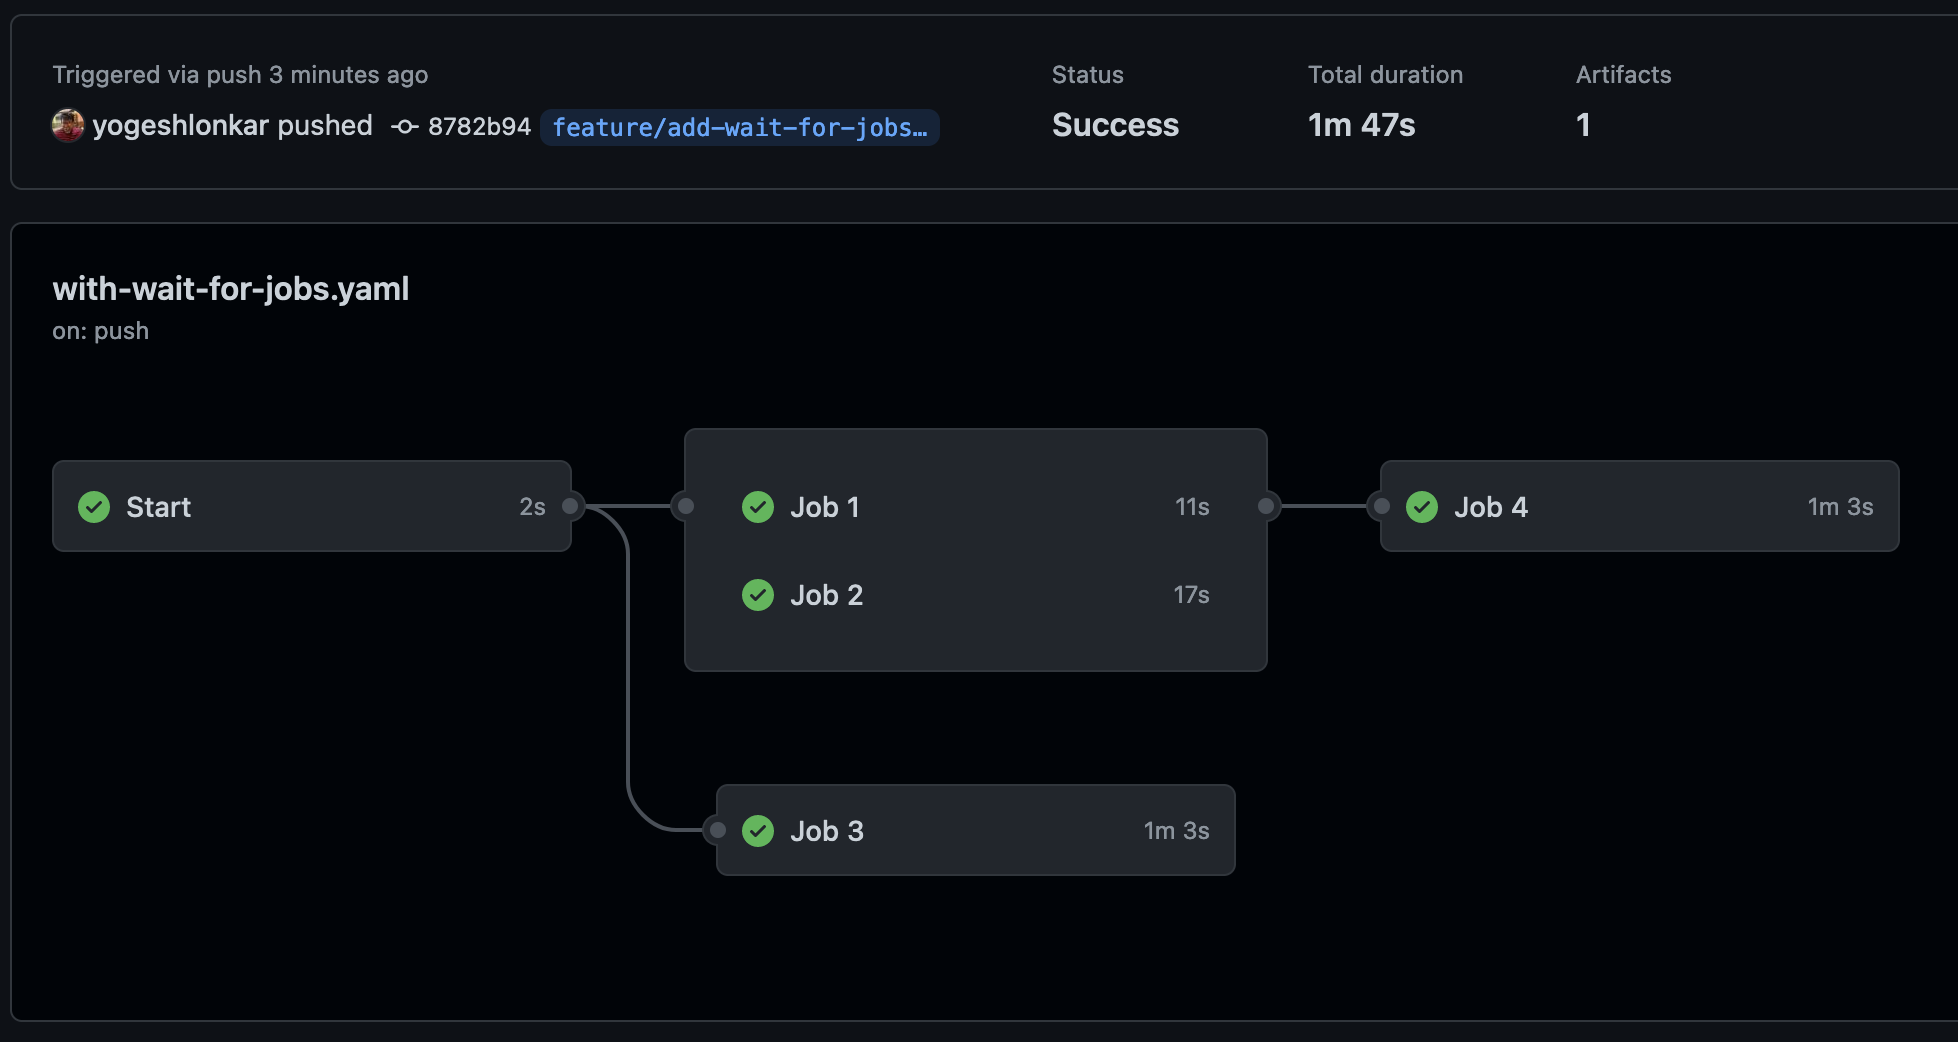 Triggered via push 3 minutes ago
yogeshlonkar pushed 8782b94 feature/add-wait-for-jobs…
Status
Success
Total duration
1m 47s
Artifacts
1
with-wait-for-jobs.yaml
on: push
Start 2s
Job 1 11s
Job 2 17s
Job 4 1m 3s
Job 3 1m 3s